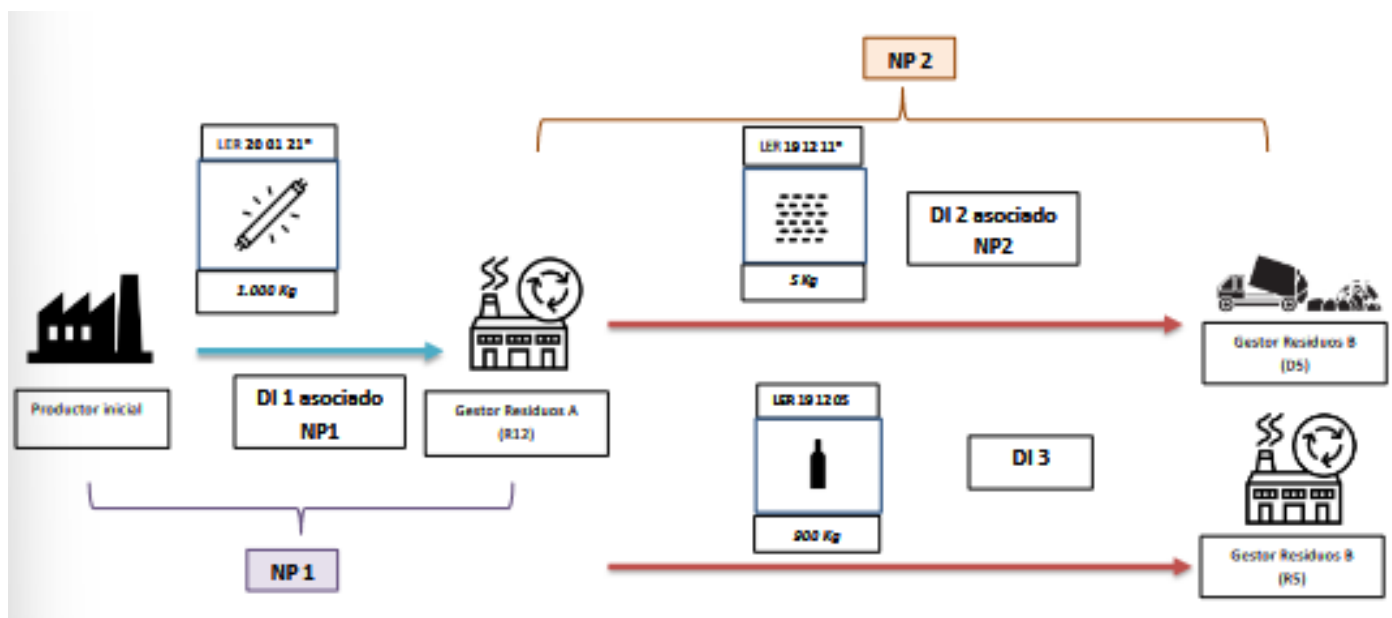 NP 2
LER 20 01 21*
LER 19 12 11*
DI 2 asociado
NP2
1.000 Kg
5 Kg
Gestor Residuos B
(D5)
Productor inicial
DI 1 asociado
NP1
Gestor Residuos A
(R12)
LER 19 12 05
DI 3
900 Kg
Gestor Residuos B
(R5)
NP 1